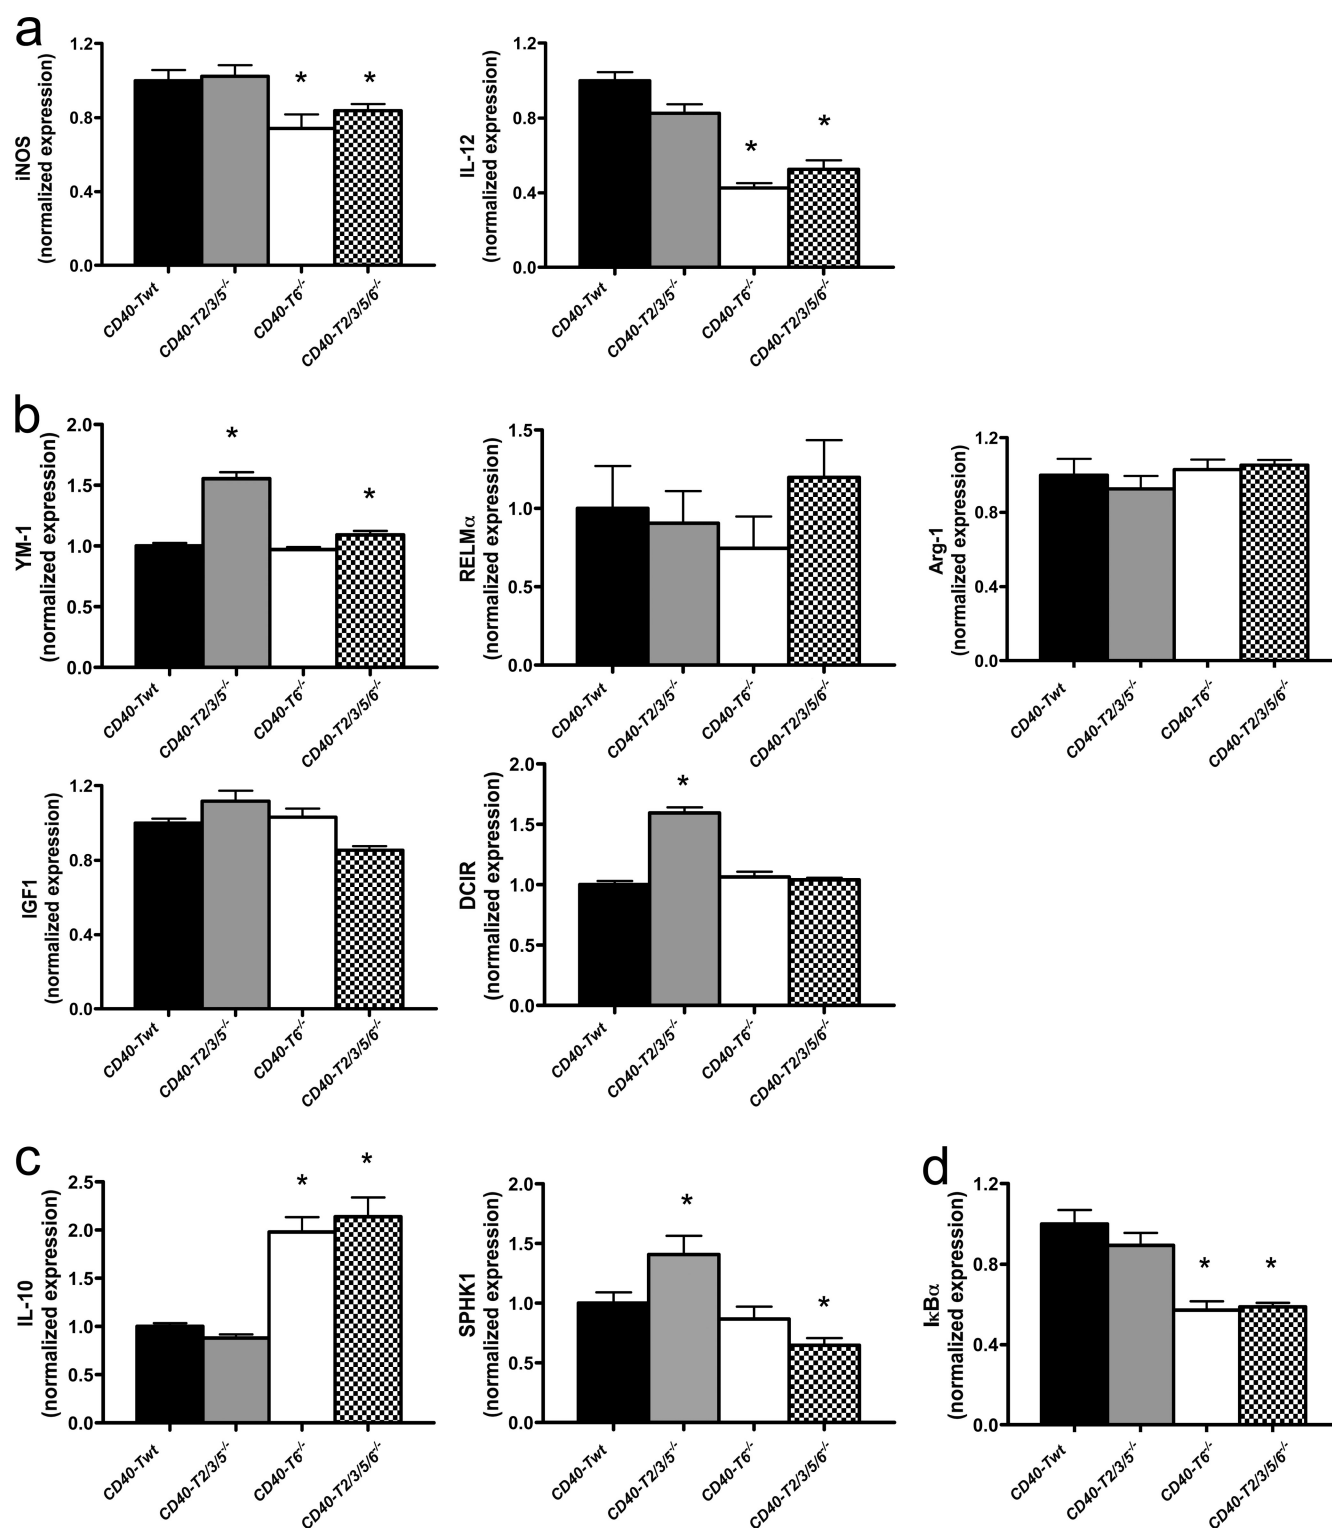 a
iNOS
(normalized expression)
1.2
0.8
0.4
0.0
*
*
CD40-Twt
CD40-T2/3/5-/-
CD40-T6-/-
CD40-T2/3/5/6-/-
IL-12
(normalized expression)
1.2
0.8
0.4
0.0
*
*
CD40-Twt
CD40-T2/3/5-/-
CD40-T6-/-
CD40-T2/3/5/6-/-
b
YM-1
(normalized expression)
2.0
1.5
1.0
0.5
0.0
*
*
CD40-Twt
CD40-T2/3/5-/-
CD40-T6-/-
CD40-T2/3/5/6-/-
RELMα
(normalized expression)
1.5
1.0
0.5
0.0
CD40-Twt
CD40-T2/3/5-/-
CD40-T6-/-
CD40-T2/3/5/6-/-
Arg-1
(normalized expression)
1.2
0.8
0.4
0.0
CD40-Twt
CD40-T2/3/5-/-
CD40-T6-/-
CD40-T2/3/5/6-/-
IGF1
(normalized expression)
1.2
0.8
0.4
0.0
CD40-Twt
CD40-T2/3/5-/-
CD40-T6-/-
CD40-T2/3/5/6-/-
DCIR
(normalized expression)
2.0
1.5
1.0
0.5
0.0
*
CD40-Twt
CD40-T2/3/5-/-
CD40-T6-/-
CD40-T2/3/5/6-/-
c
IL-10
(normalized expression)
2.5
2.0
1.5
1.0
0.5
0.0
*
*
CD40-Twt
CD40-T2/3/5-/-
CD40-T6-/-
CD40-T2/3/5/6-/-
SPHK1
(normalized expression)
2.0
1.5
1.0
0.5
0.0
*
*
CD40-Twt
CD40-T2/3/5-/-
CD40-T6-/-
CD40-T2/3/5/6-/-
d
IκBα
(normalized expression)
1.2
0.8
0.4
0.0
*
*
CD40-Twt
CD40-T2/3/5-/-
CD40-T6-/-
CD40-T2/3/5/6-/-